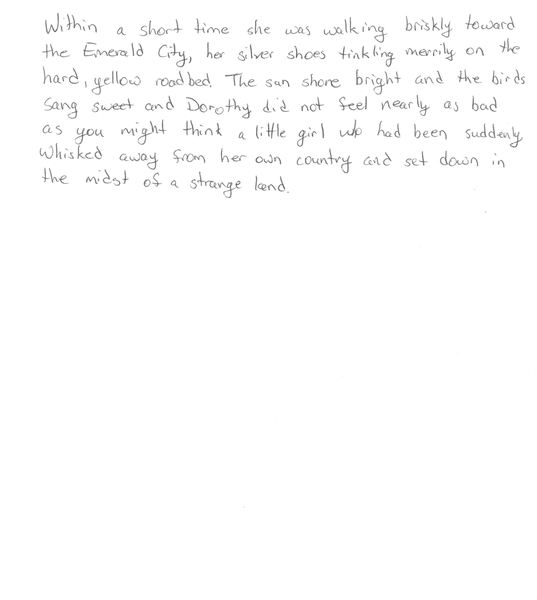 Within a short time she was walking briskly toward
the Emerald City, her silver shoes tinkling merrily on the
hard, yellow roadbed. The sun shone bright and the birds
sang sweet and Dorothy did not feel nearly as bad
as you might think a little girl who had been suddenly
whisked away from her own country and set down in
the midst of a strange land.